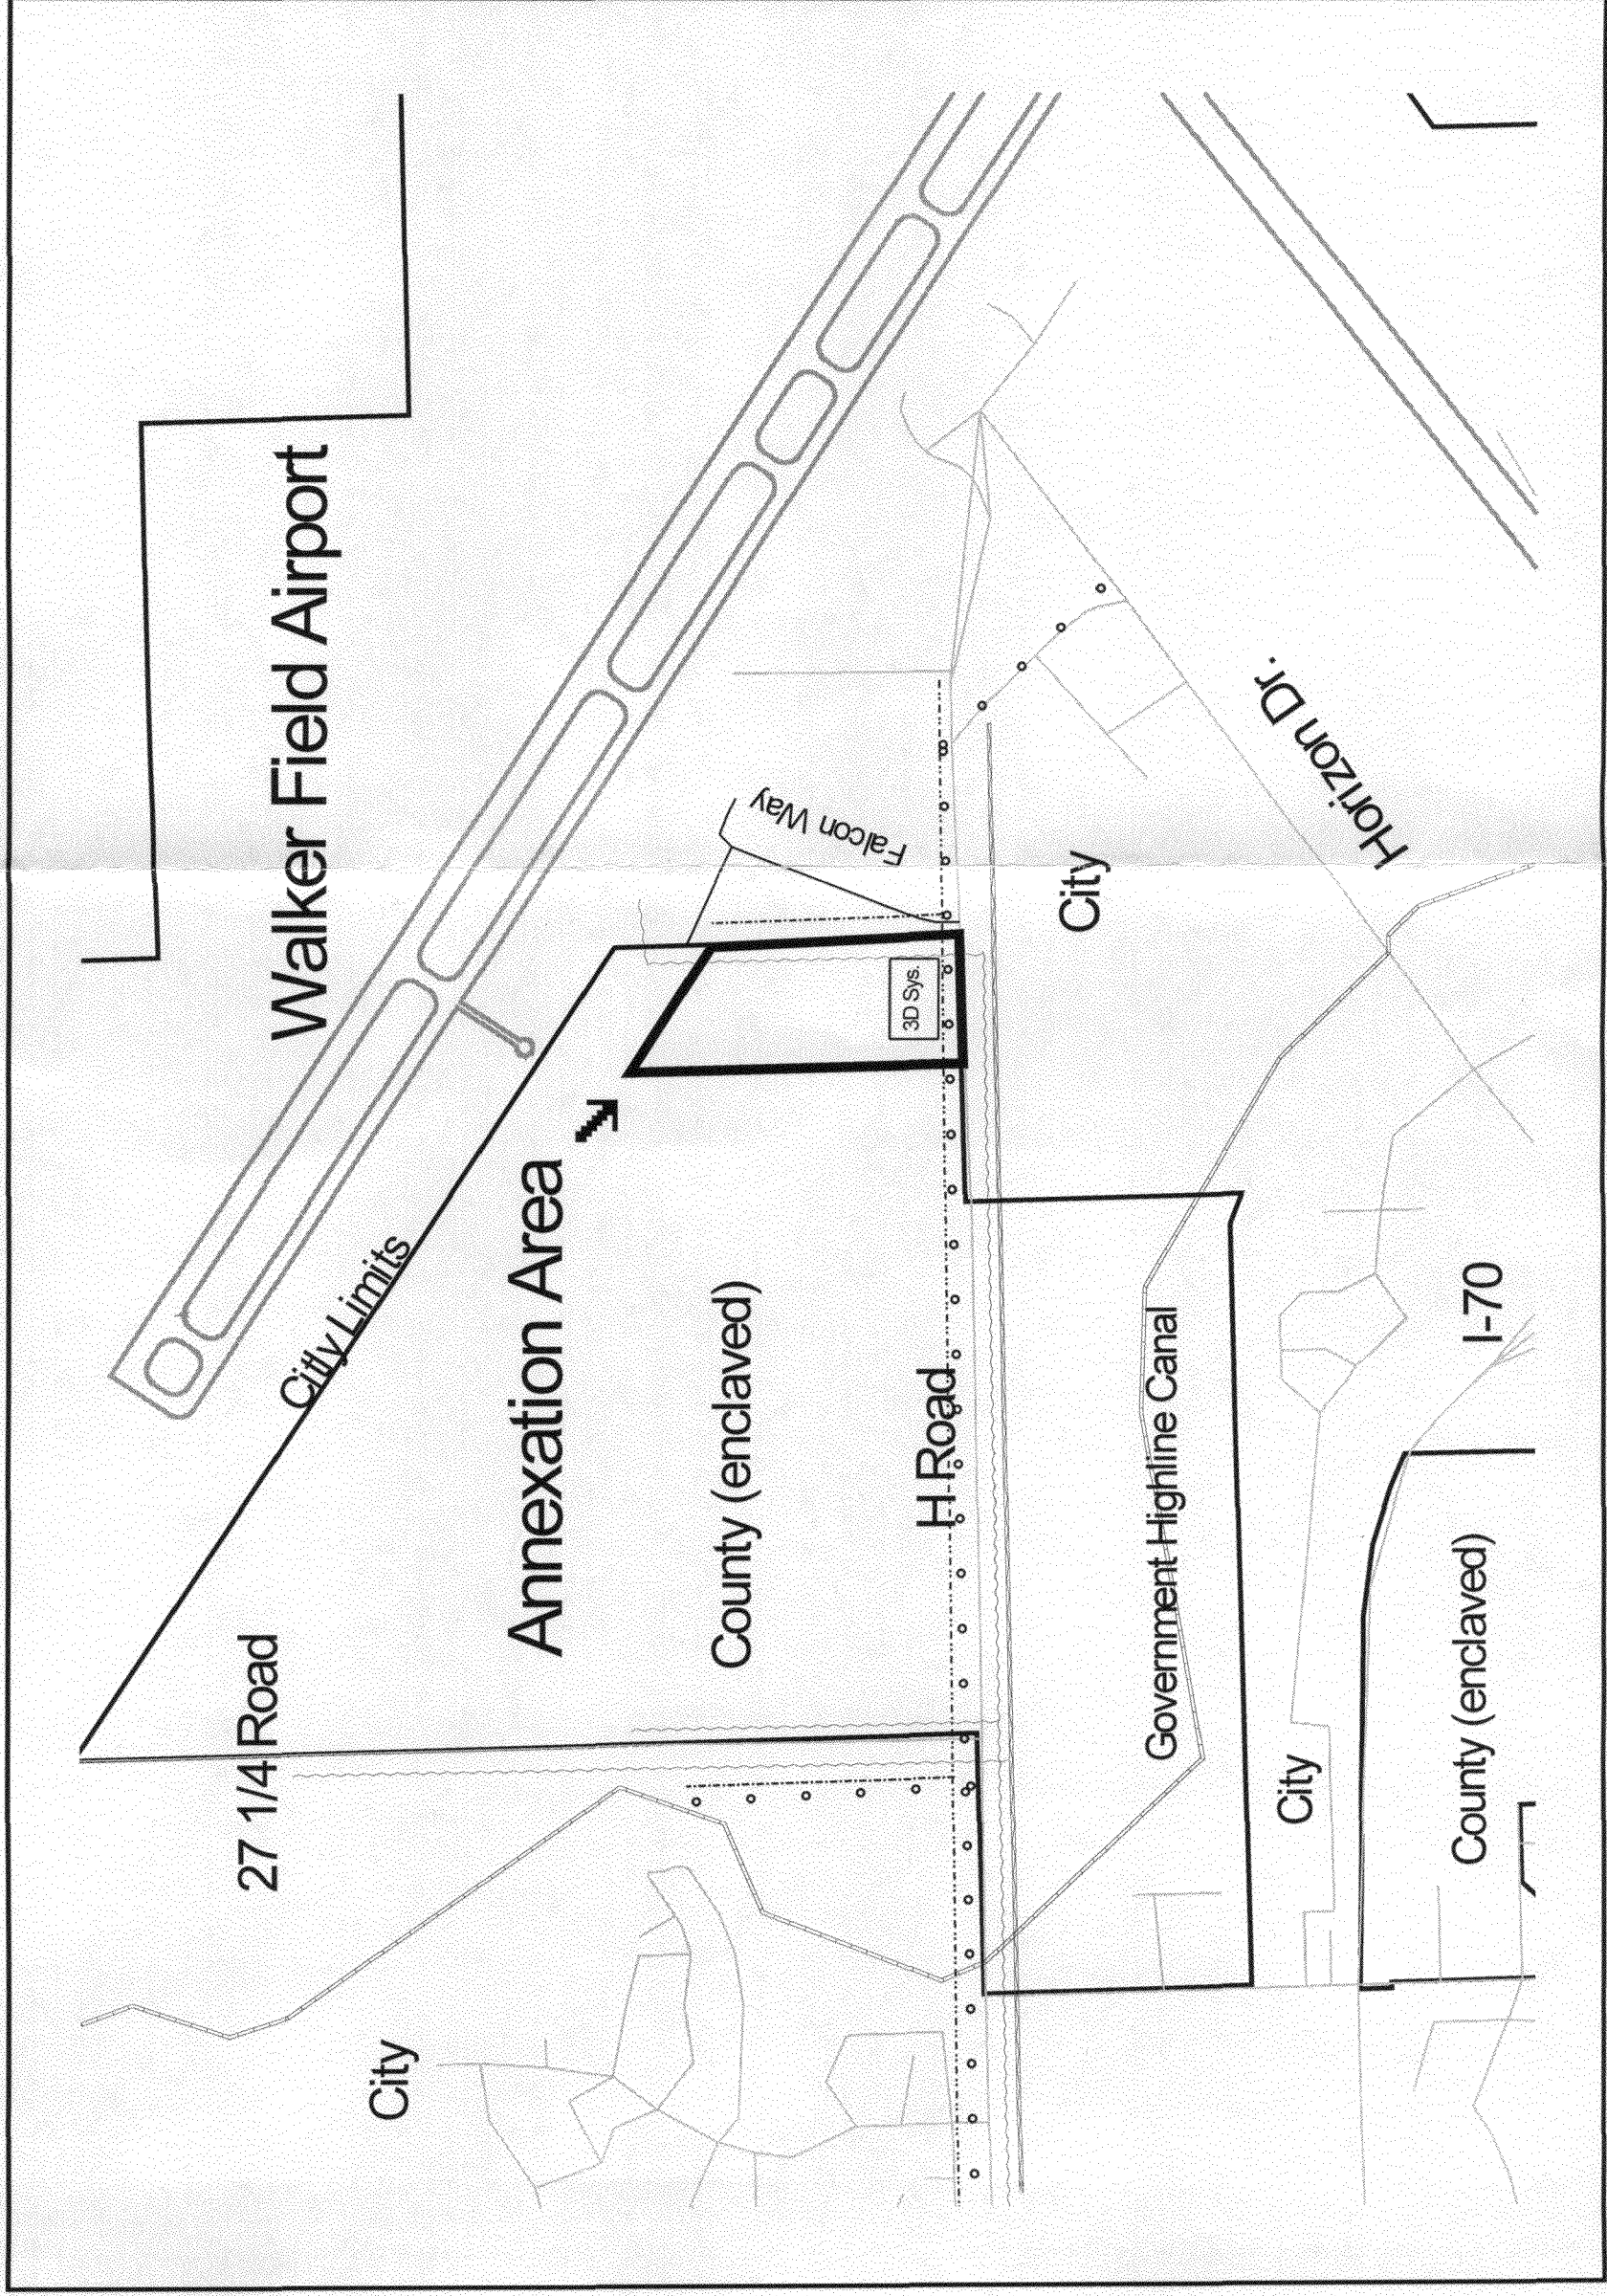 27 1/4 Road
Walker Field Airport
City Limits
City
Annexation Area
County (enclaved)
Falcon Way
3D Sys.
H Road
City
Government Highline Canal
City
Horizon Dr.
County (enclaved)
I-70